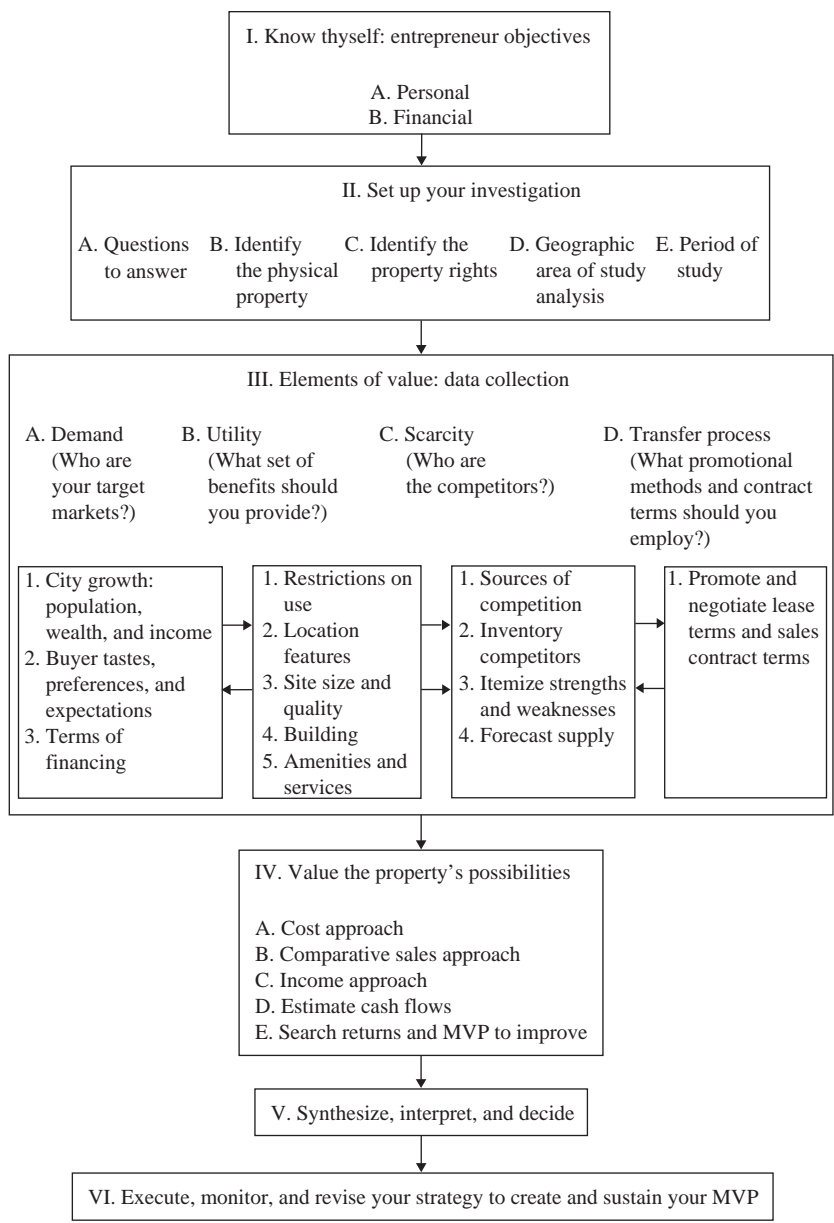 I. Know thyself: entrepreneur objectives
A. Personal
B. Financial
II. Set up your investigation
A. Questions
to answer
B. Identify
the physical
property
C. Identify the
property rights
D. Geographic
area of study
analysis
E. Period of
study
III. Elements of value: data collection
A. Demand
(Who are
your target
markets?)
B. Utility
(What set of
benefits should
you provide?)
C. Scarcity
(Who are
the competitors?)
D. Transfer process
(What promotional
methods and contract
terms should you
employ?)
1. City growth:
population,
wealth, and income
2. Buyer tastes,
preferences, and
expectations
3. Terms of
financing
1. Restrictions on
use
2. Location
features
3. Site size and
quality
4. Building
5. Amenities and
services
1. Sources of
competition
2. Inventory
competitors
3. Itemize strengths
and weaknesses
4. Forecast supply
1. Promote and
negotiate lease
terms and sales
contract terms
IV. Value the property’s possibilities
A. Cost approach
B. Comparative sales approach
C. Income approach
D. Estimate cash flows
E. Search returns and MVP to improve
V. Synthesize, interpret, and decide
VI. Execute, monitor, and revise your strategy to create and sustain your MVP